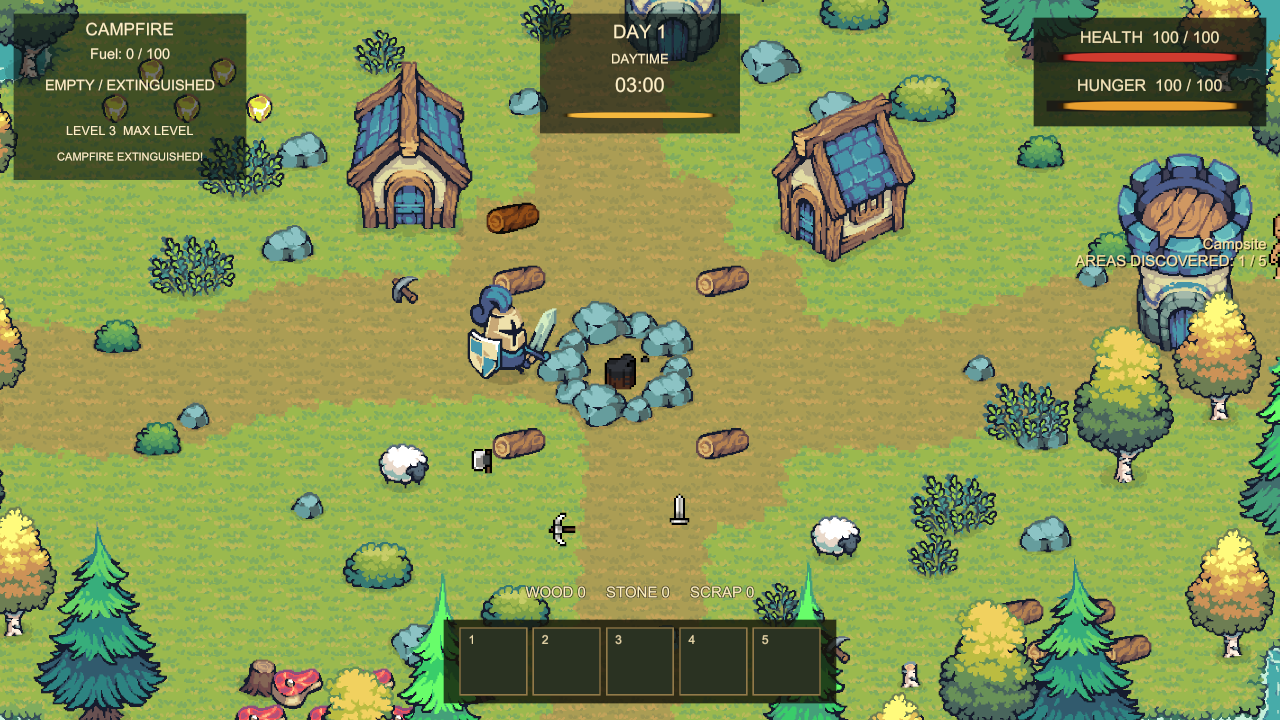 CAMPFIRE
Fuel: 0 / 100
EMPTY / EXTINGUISHED
LEVEL 3 MAX LEVEL
CAMPFIRE EXTINGUISHED!
DAY 1
DAYTIME
03:00
HEALTH 100 / 100
HUNGER 100 / 100
Campsite
AREAS DISCOVERED: 1 / 5
WOOD 0 STONE 0 SCRAP 0
1 2 3 4 5